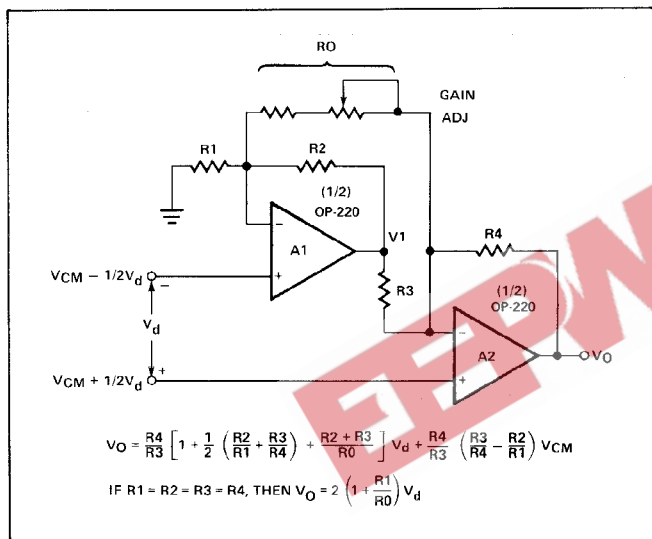 RO
GAIN
ADJ
R1
R2
(1/2)
OP-220
A1
V1
R4
VCM − 1/2Vd
−
+
−
R3
(1/2)
OP-220
Vd
A2
VO
VCM + 1/2Vd
+
−
+
VO = R4/R3 [1 + 1/2 (R2/R1 + R3/R4) + R2 + R3/R0] Vd + R4/R3 (R3/R4 − R2/R1) VCM
IF R1 = R2 = R3 = R4, THEN VO = 2 (1 + R1/R0) Vd
EEPW